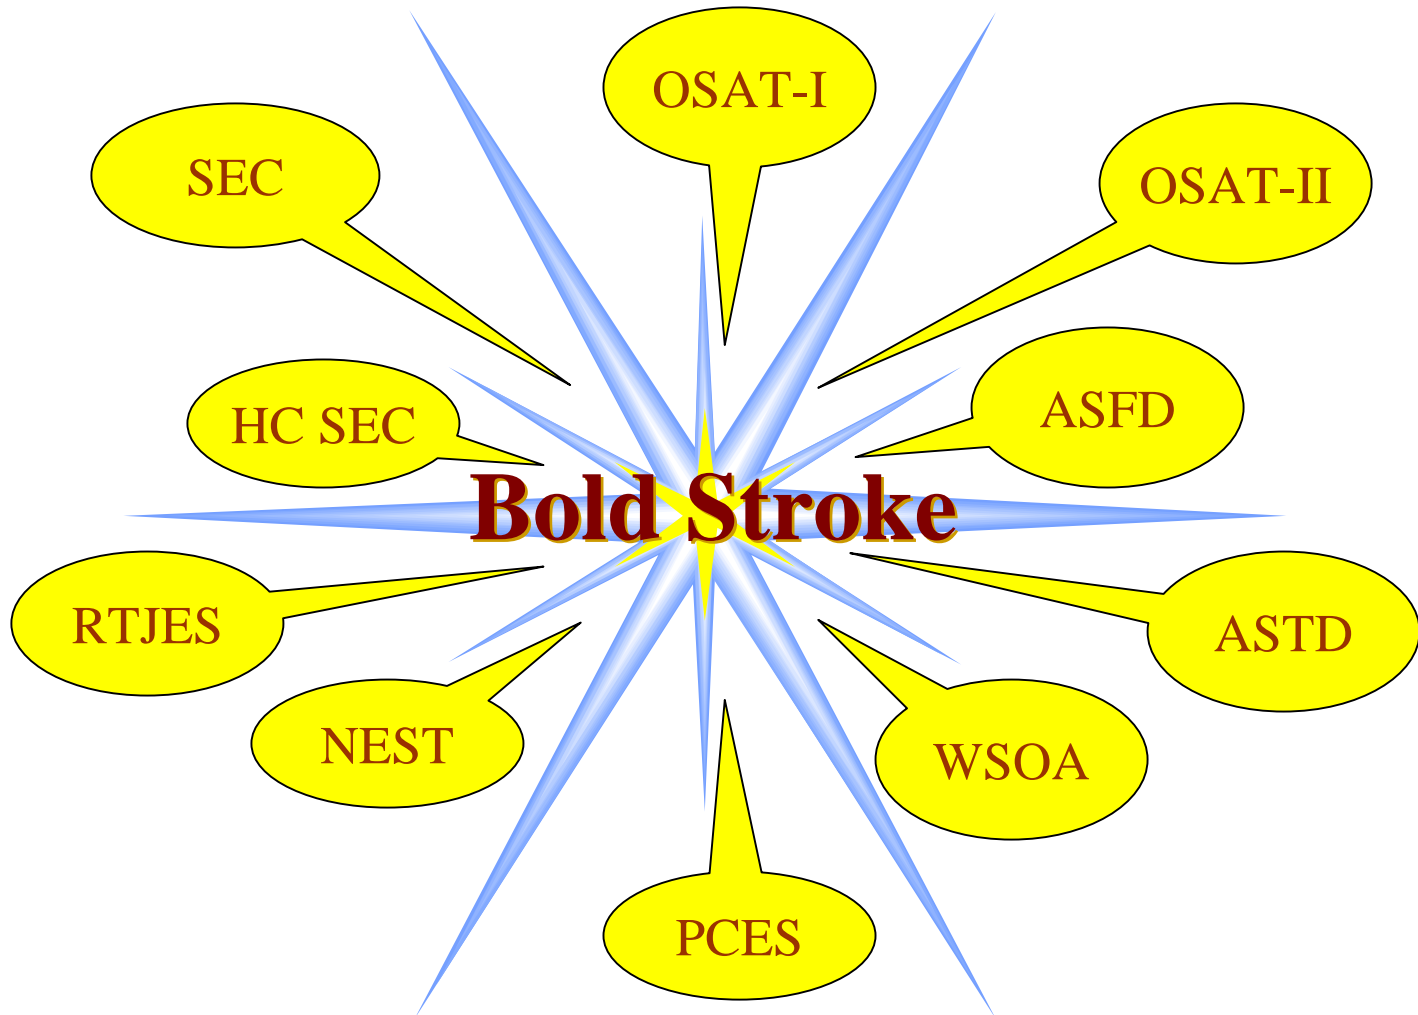 OSAT-I
SEC
OSAT-II
ASFD
HC SEC
Bold Stroke
RTJES
ASTD
NEST
WSOA
PCES